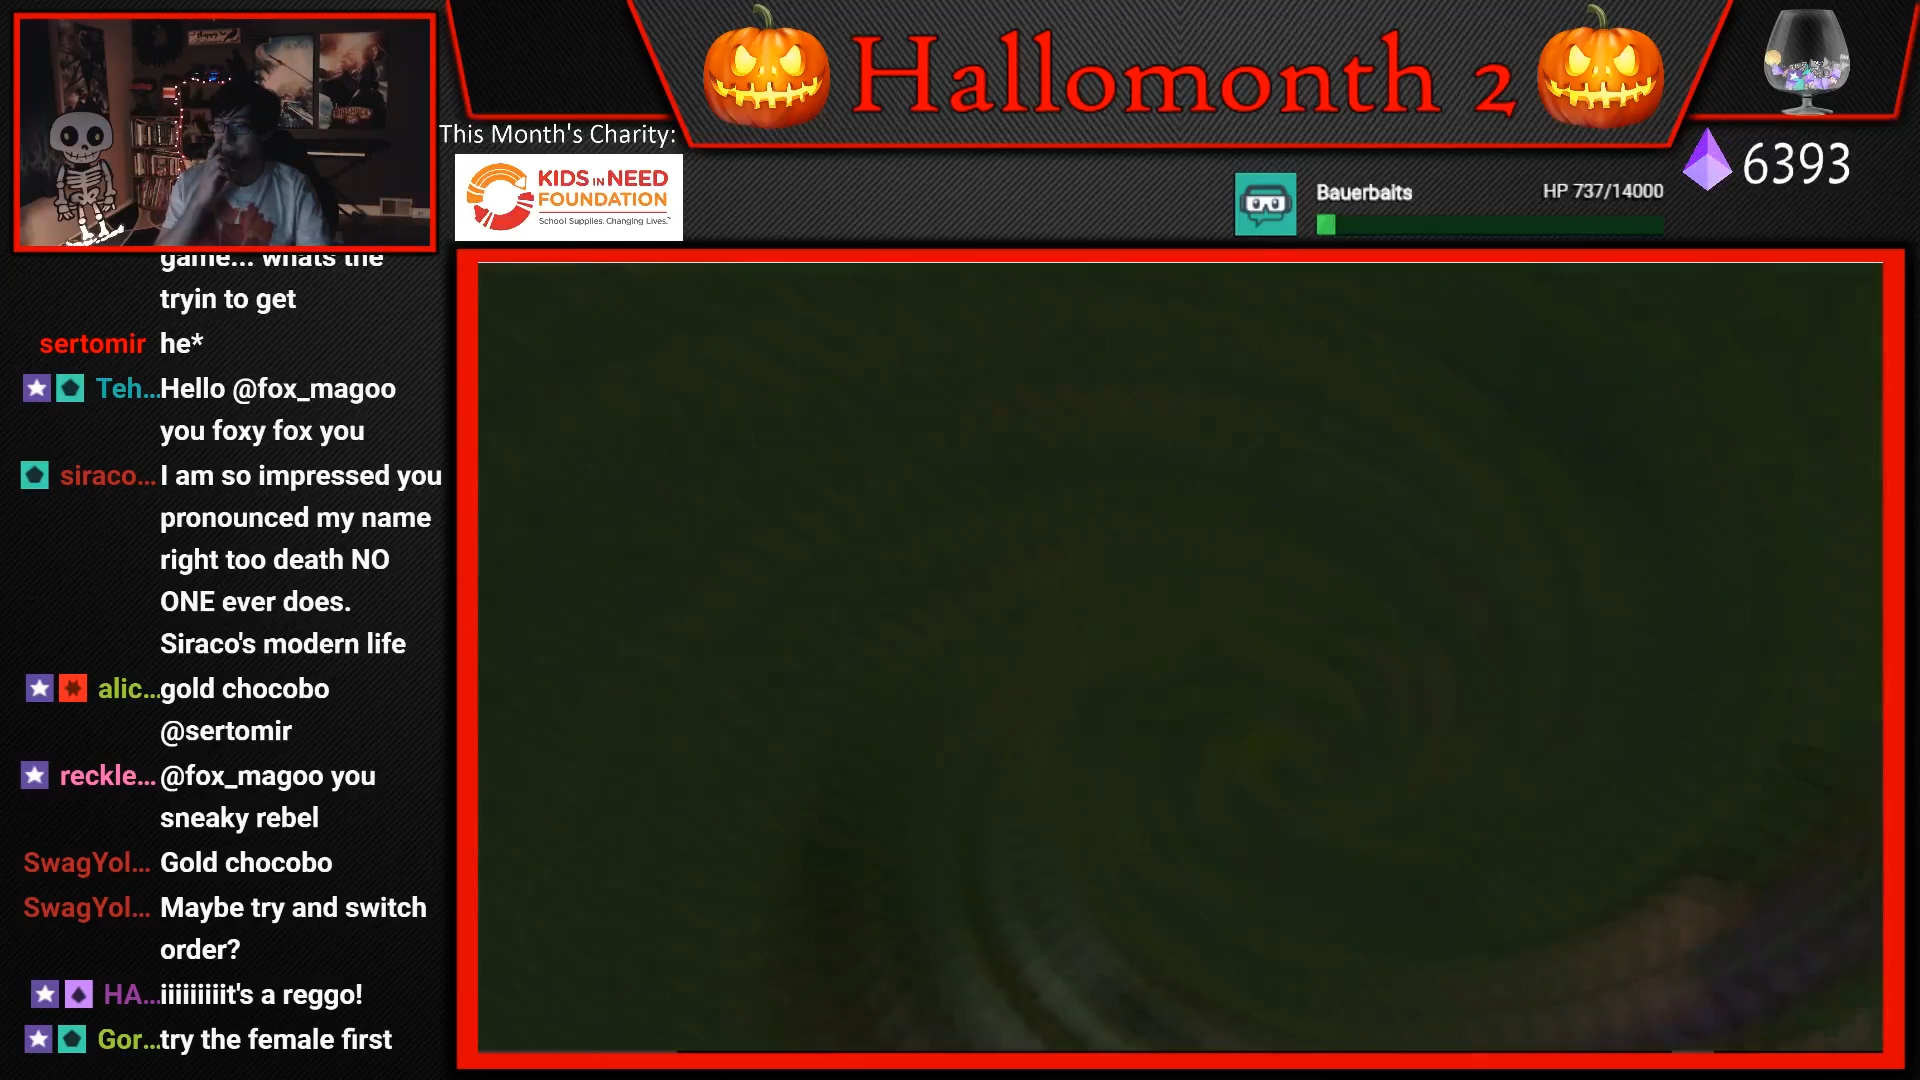 Hallomonth 2
This Month's Charity:
KIDS IN NEED
FOUNDATION
School Supplies. Changing Lives.
6393
Bauerbaits HP 737/14000
game... whats the
tryin to get
sertomir he*
Teh... Hello @fox_magoo
you foxy fox you
siraco... I am so impressed you
pronounced my name
right too death NO
ONE ever does.
Siraco's modern life
alic... gold chocobo
@sertomir
reckle... @fox_magoo you
sneaky rebel
SwagYol... Gold chocobo
SwagYol... Maybe try and switch
order?
HA... iiiiiiiiit's a reggo!
Gor... try the female first